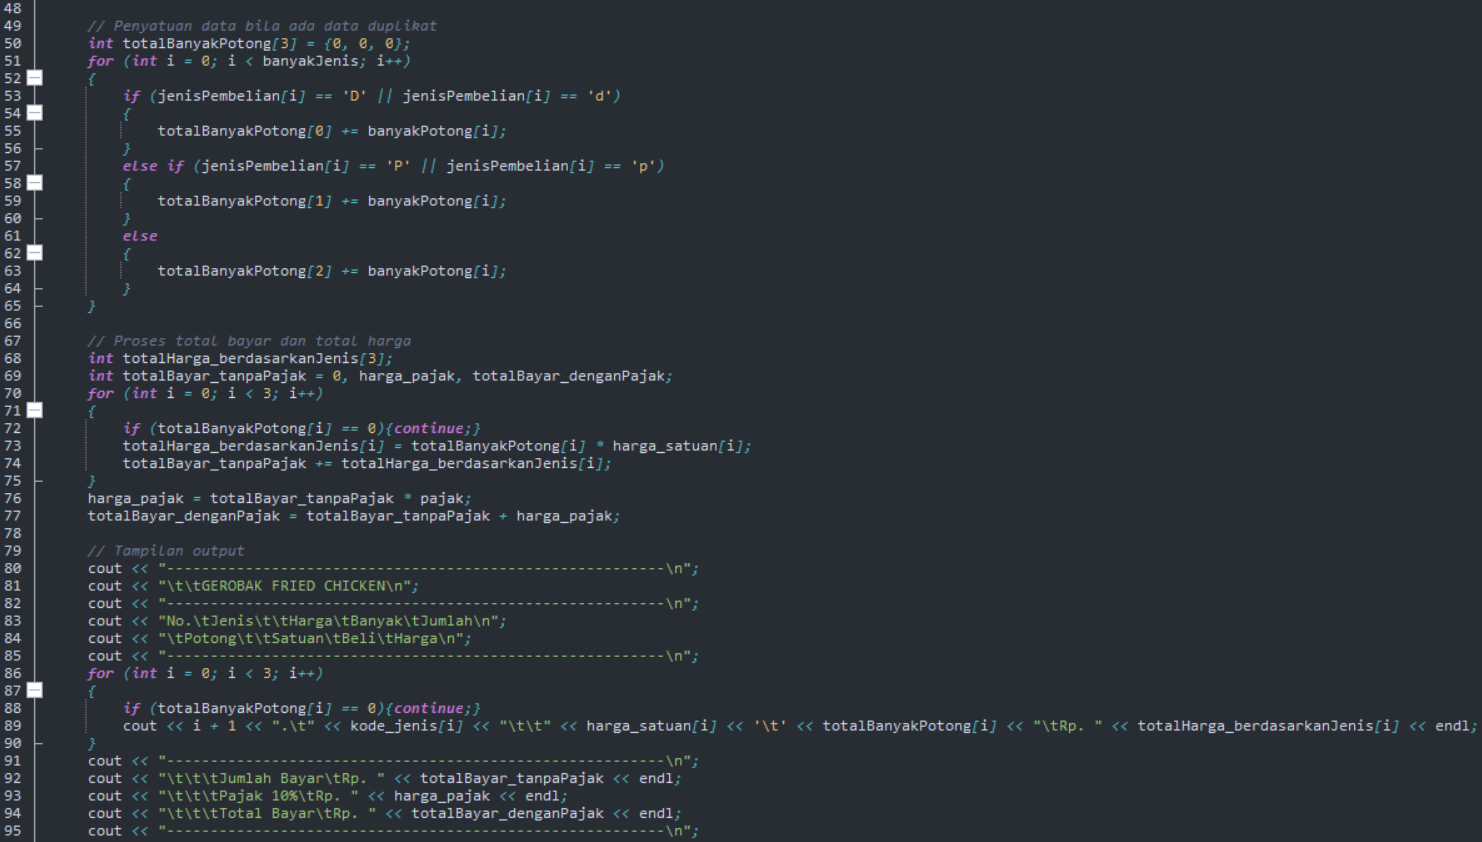 48
49 // Penyatuan data bila ada data duplikat
50 int totalBanyakPotong[3] = {0, 0, 0};
51 for (int i = 0; i < banyakJenis; i++)
52 {
53 if (jenisPembelian[i] == 'D' || jenisPembelian[i] == 'd')
54 {
55 totalBanyakPotong[0] += banyakPotong[i];
56 }
57 else if (jenisPembelian[i] == 'P' || jenisPembelian[i] == 'p')
58 {
59 totalBanyakPotong[1] += banyakPotong[i];
60 }
61 else
62 {
63 totalBanyakPotong[2] += banyakPotong[i];
64 }
65 }
66
67 // Proses total bayar dan total harga
68 int totalHarga_berdasarkanJenis[3];
69 int totalBayar_tanpaPajak = 0, harga_pajak, totalBayar_denganPajak;
70 for (int i = 0; i < 3; i++)
71 {
72 if (totalBanyakPotong[i] == 0){continue;}
73 totalHarga_berdasarkanJenis[i] = totalBanyakPotong[i] * harga_satuan[i];
74 totalBayar_tanpaPajak += totalHarga_berdasarkanJenis[i];
75 }
76 harga_pajak = totalBayar_tanpaPajak * pajak;
77 totalBayar_denganPajak = totalBayar_tanpaPajak + harga_pajak;
78
79 // Tampilan output
80 cout << "---------------------------------------------------------\n";
81 cout << "\t\tGEROBAK FRIED CHICKEN\n";
82 cout << "---------------------------------------------------------\n";
83 cout << "No.\tJenis\t\tHarga\tBanyak\tJumlah\n";
84 cout << "\tPotong\t\tSatuan\tBeli\tHarga\n";
85 cout << "---------------------------------------------------------\n";
86 for (int i = 0; i < 3; i++)
87 {
88 if (totalBanyakPotong[i] == 0){continue;}
89 cout << i + 1 << ".\t" << kode_jenis[i] << "\t\t" << harga_satuan[i] << '\t' << totalBanyakPotong[i] << "\tRp. " << totalHarga_berdasarkanJenis[i] << endl;
90 }
91 cout << "---------------------------------------------------------\n";
92 cout << "\t\t\tJumlah Bayar\tRp. " << totalBayar_tanpaPajak << endl;
93 cout << "\t\t\tPajak 10%\tRp. " << harga_pajak << endl;
94 cout << "\t\t\tTotal Bayar\tRp. " << totalBayar_denganPajak << endl;
95 cout << "---------------------------------------------------------\n";